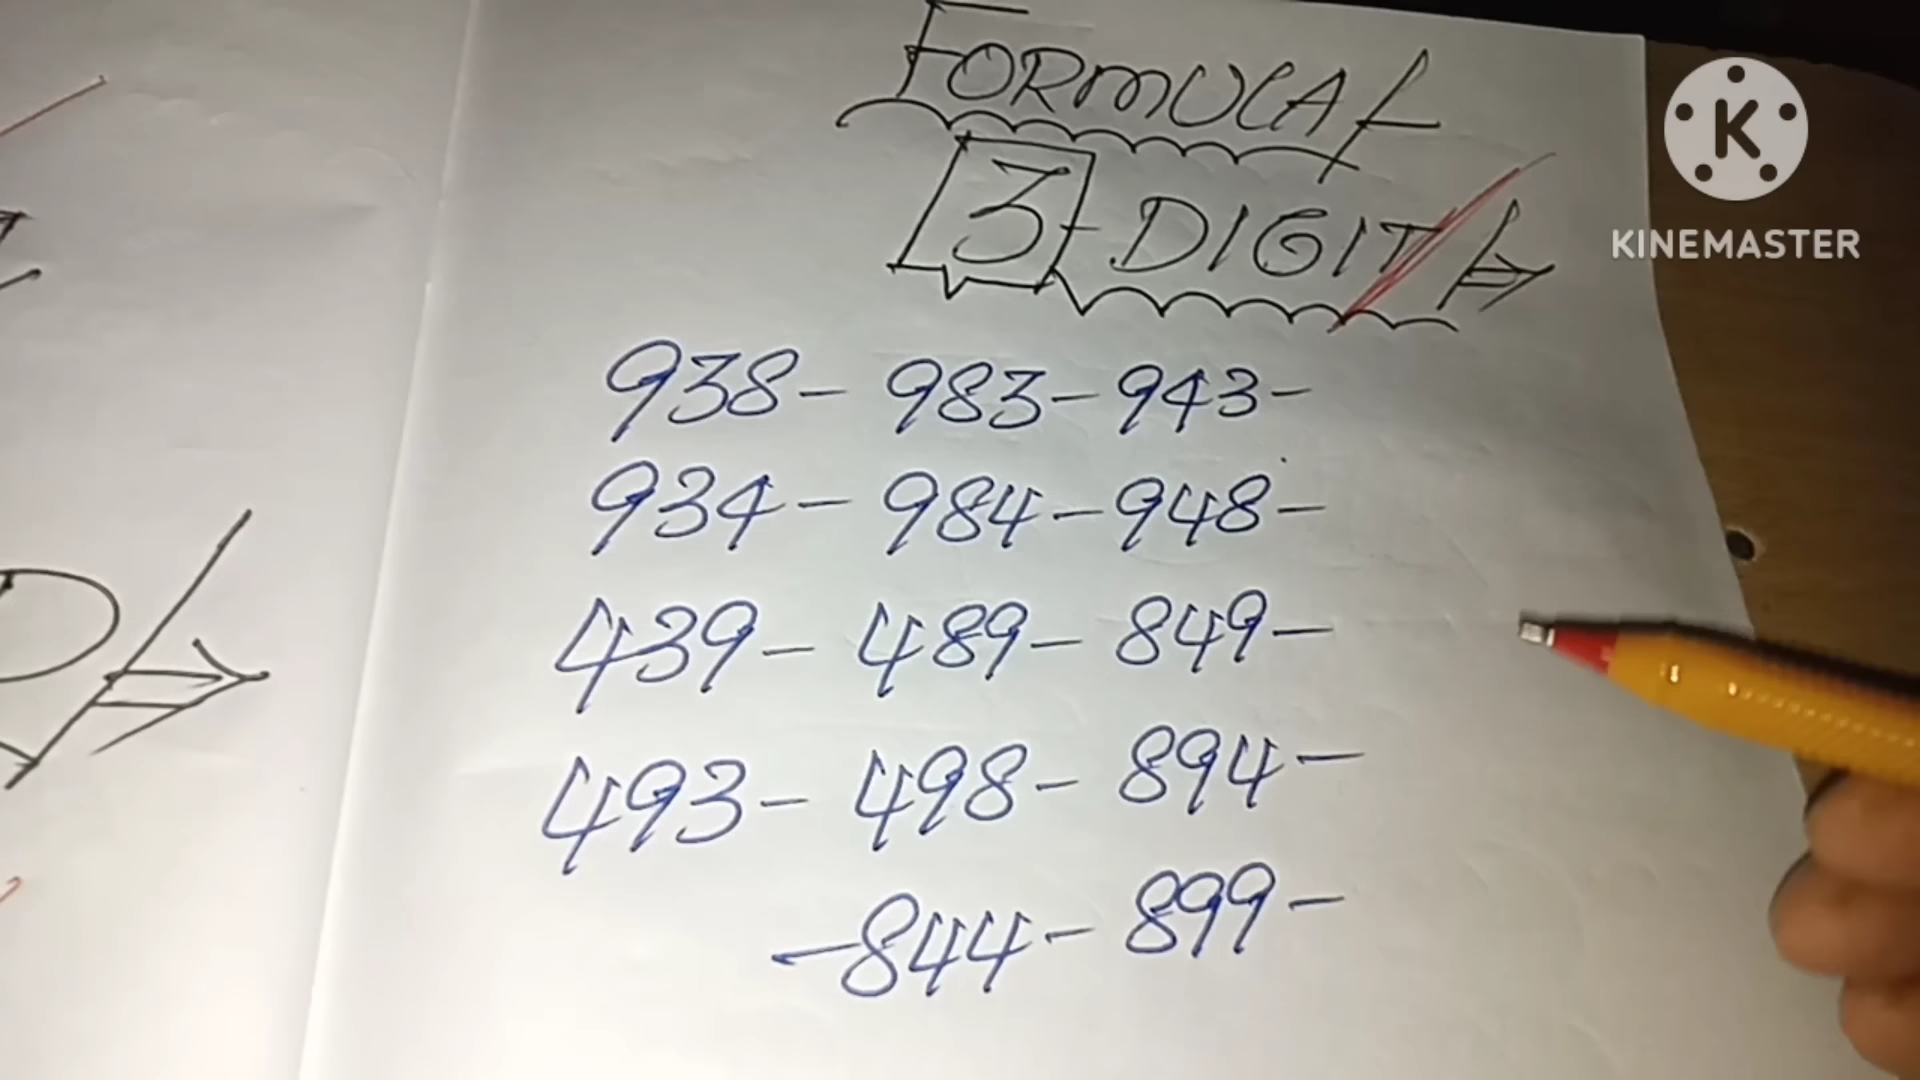 FORMULA
3-DIGIT
K
KINEMASTER
938- 983-943-
934- 984-948-
439- 489- 849-
493- 498- 894-
-844- 899-